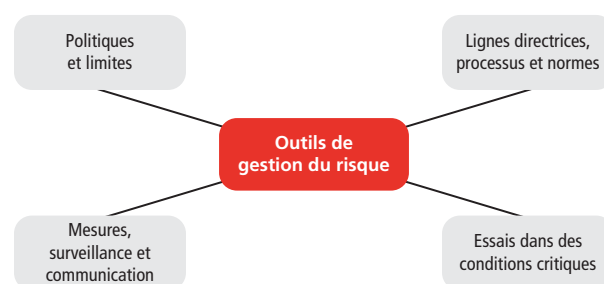 Politiques
et limites
Lignes directrices,
processus et normes
Outils de
gestion du risque
Mesures,
surveillance et
communication
Essais dans des
conditions critiques